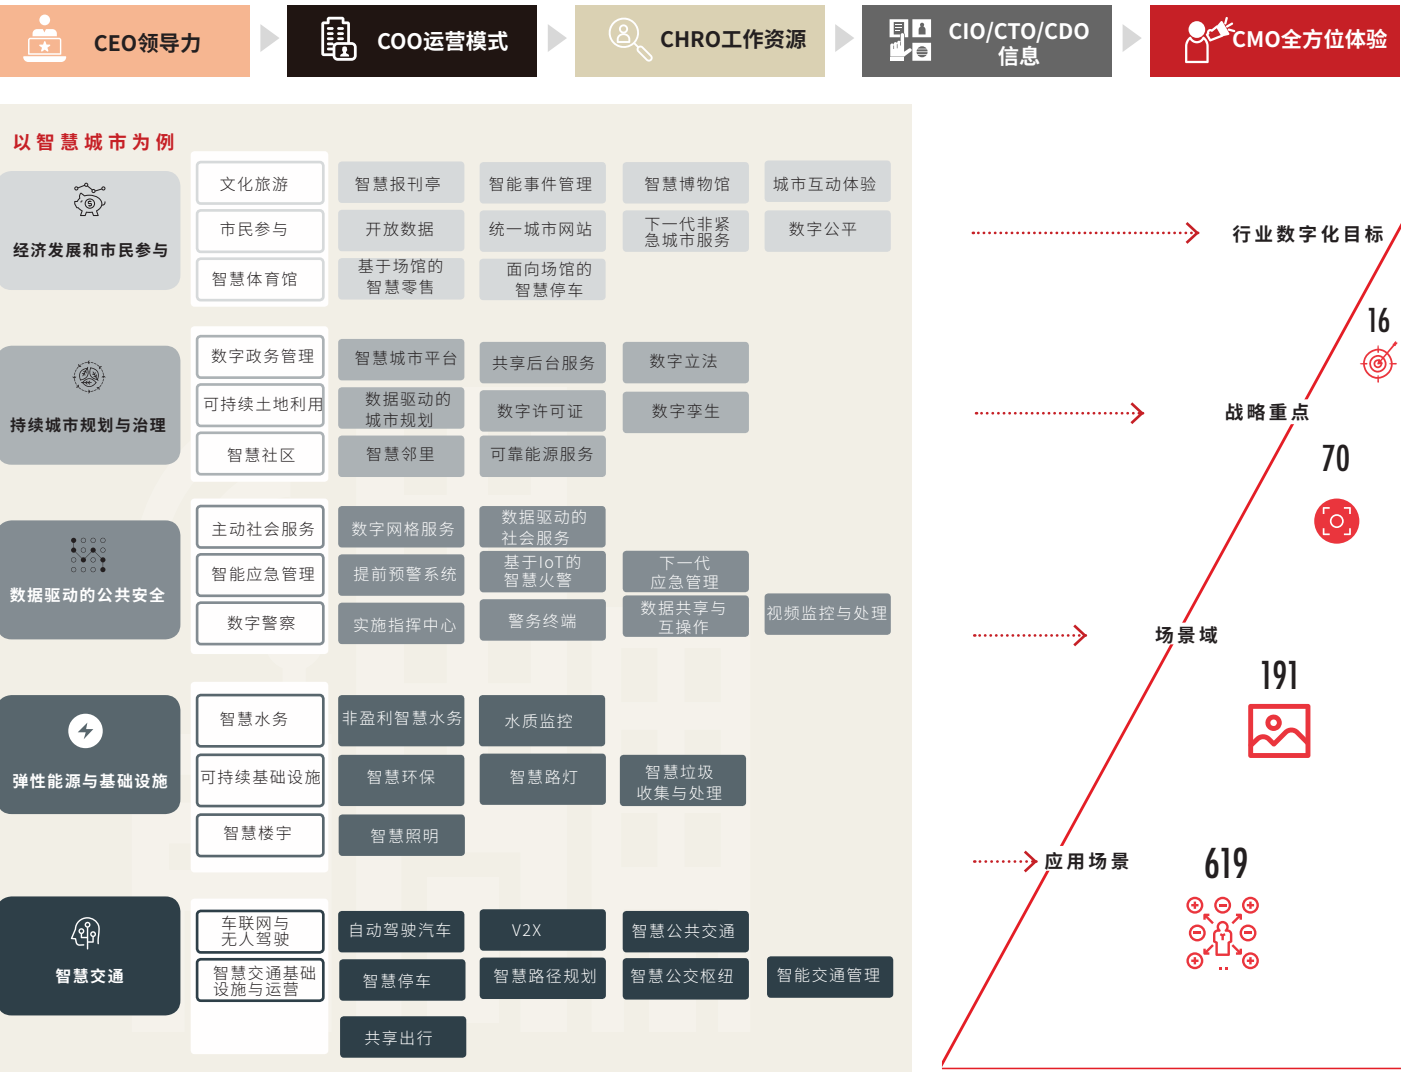 CEO领导力
COO运营模式
CHRO工作资源
CIO/CTO/CDO
信息
CMO全方位体验
以智慧城市为例
经济发展和市民参与
文化旅游
智慧报刊亭
智能事件管理
智慧博物馆
城市互动体验
市民参与
开放数据
统一城市网站
下一代非紧
急城市服务
数字公平
智慧体育馆
基于场馆的
智慧零售
面向场馆的
智慧停车
持续城市规划与治理
数字政务管理
智慧城市平台
共享后台服务
数字立法
可持续土地利用
数据驱动的
城市规划
数字许可证
数字孪生
智慧社区
智慧邻里
可靠能源服务
数据驱动的公共安全
主动社会服务
数字网格服务
数据驱动的
社会服务
智能应急管理
提前预警系统
基于IoT的
智慧火警
下一代
应急管理
数字警察
实施指挥中心
警务终端
数据共享与
互操作
视频监控与处理
弹性能源与基础设施
智慧水务
非盈利智慧水务
水质监控
可持续基础设施
智慧环保
智慧路灯
智慧垃圾
收集与处理
智慧楼宇
智慧照明
智慧交通
车联网与
无人驾驶
自动驾驶汽车
V2X
智慧公共交通
智慧交通基础
设施与运营
智慧停车
智慧路径规划
智慧公交枢纽
智能交通管理
共享出行
行业数字化目标
16
战略重点
70
场景域
191
应用场景
619